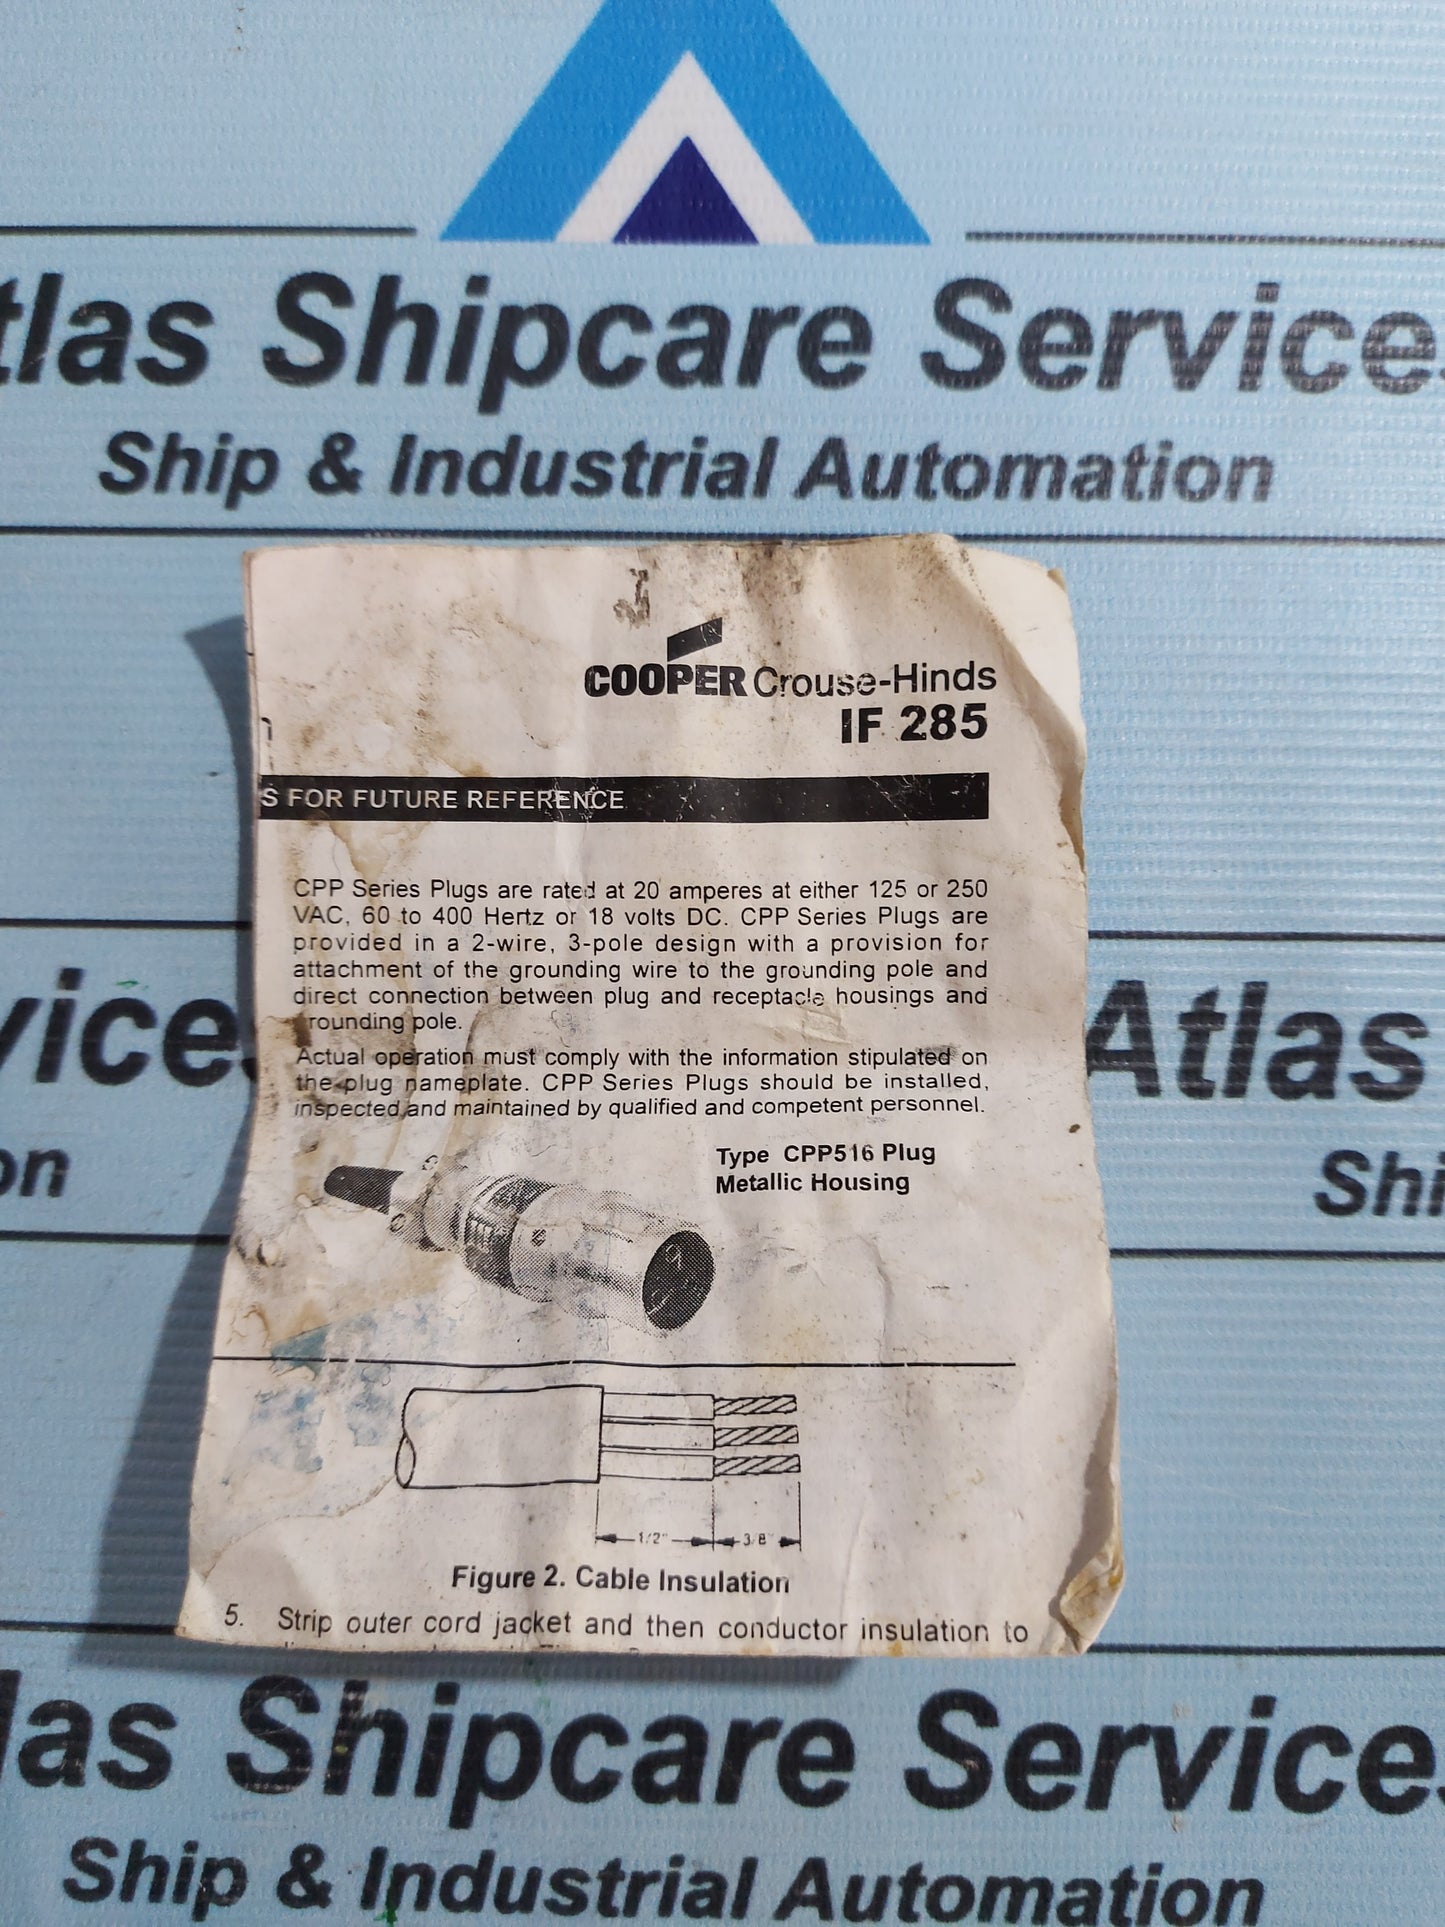 tlas Shipcare Service
Ship & Industrial Automation
COOPER Crouse-Hinds
IF 285
S FOR FUTURE REFERENCE
CPP Series Plugs are rated at 20 amperes at either 125 or 250
VAC, 60 to 400 Hertz or 18 volts DC. CPP Series Plugs are
provided in a 2-wire, 3-pole design with a provision for
attachment of the grounding wire to the grounding pole and
direct connection between plug and receptacle housings and
rounding pole.
Actual operation must comply with the information stipulated on
the plug nameplate. CPP Series Plugs should be installed,
inspected and maintained by qualified and competent personnel.
Type CPP516 Plug
Metallic Housing
vices
Atlas
on
Shi
1/2" 3/8"
Figure 2. Cable Insulation
5. Strip outer cord jacket and then conductor insulation to
las Shipcare Service
Ship & Industrial Automation